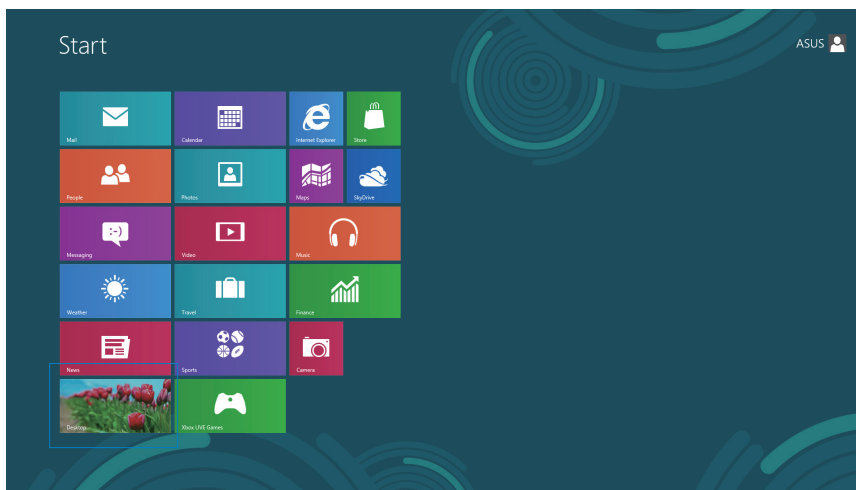 Start
ASUS
Mail
Calendar
Internet Explorer
Store
People
Photos
Maps
SkyDrive
Messaging
:-)
Video
Music
Weather
Travel
Finance
News
Sports
Camera
Desktop
Xbox LIVE Games